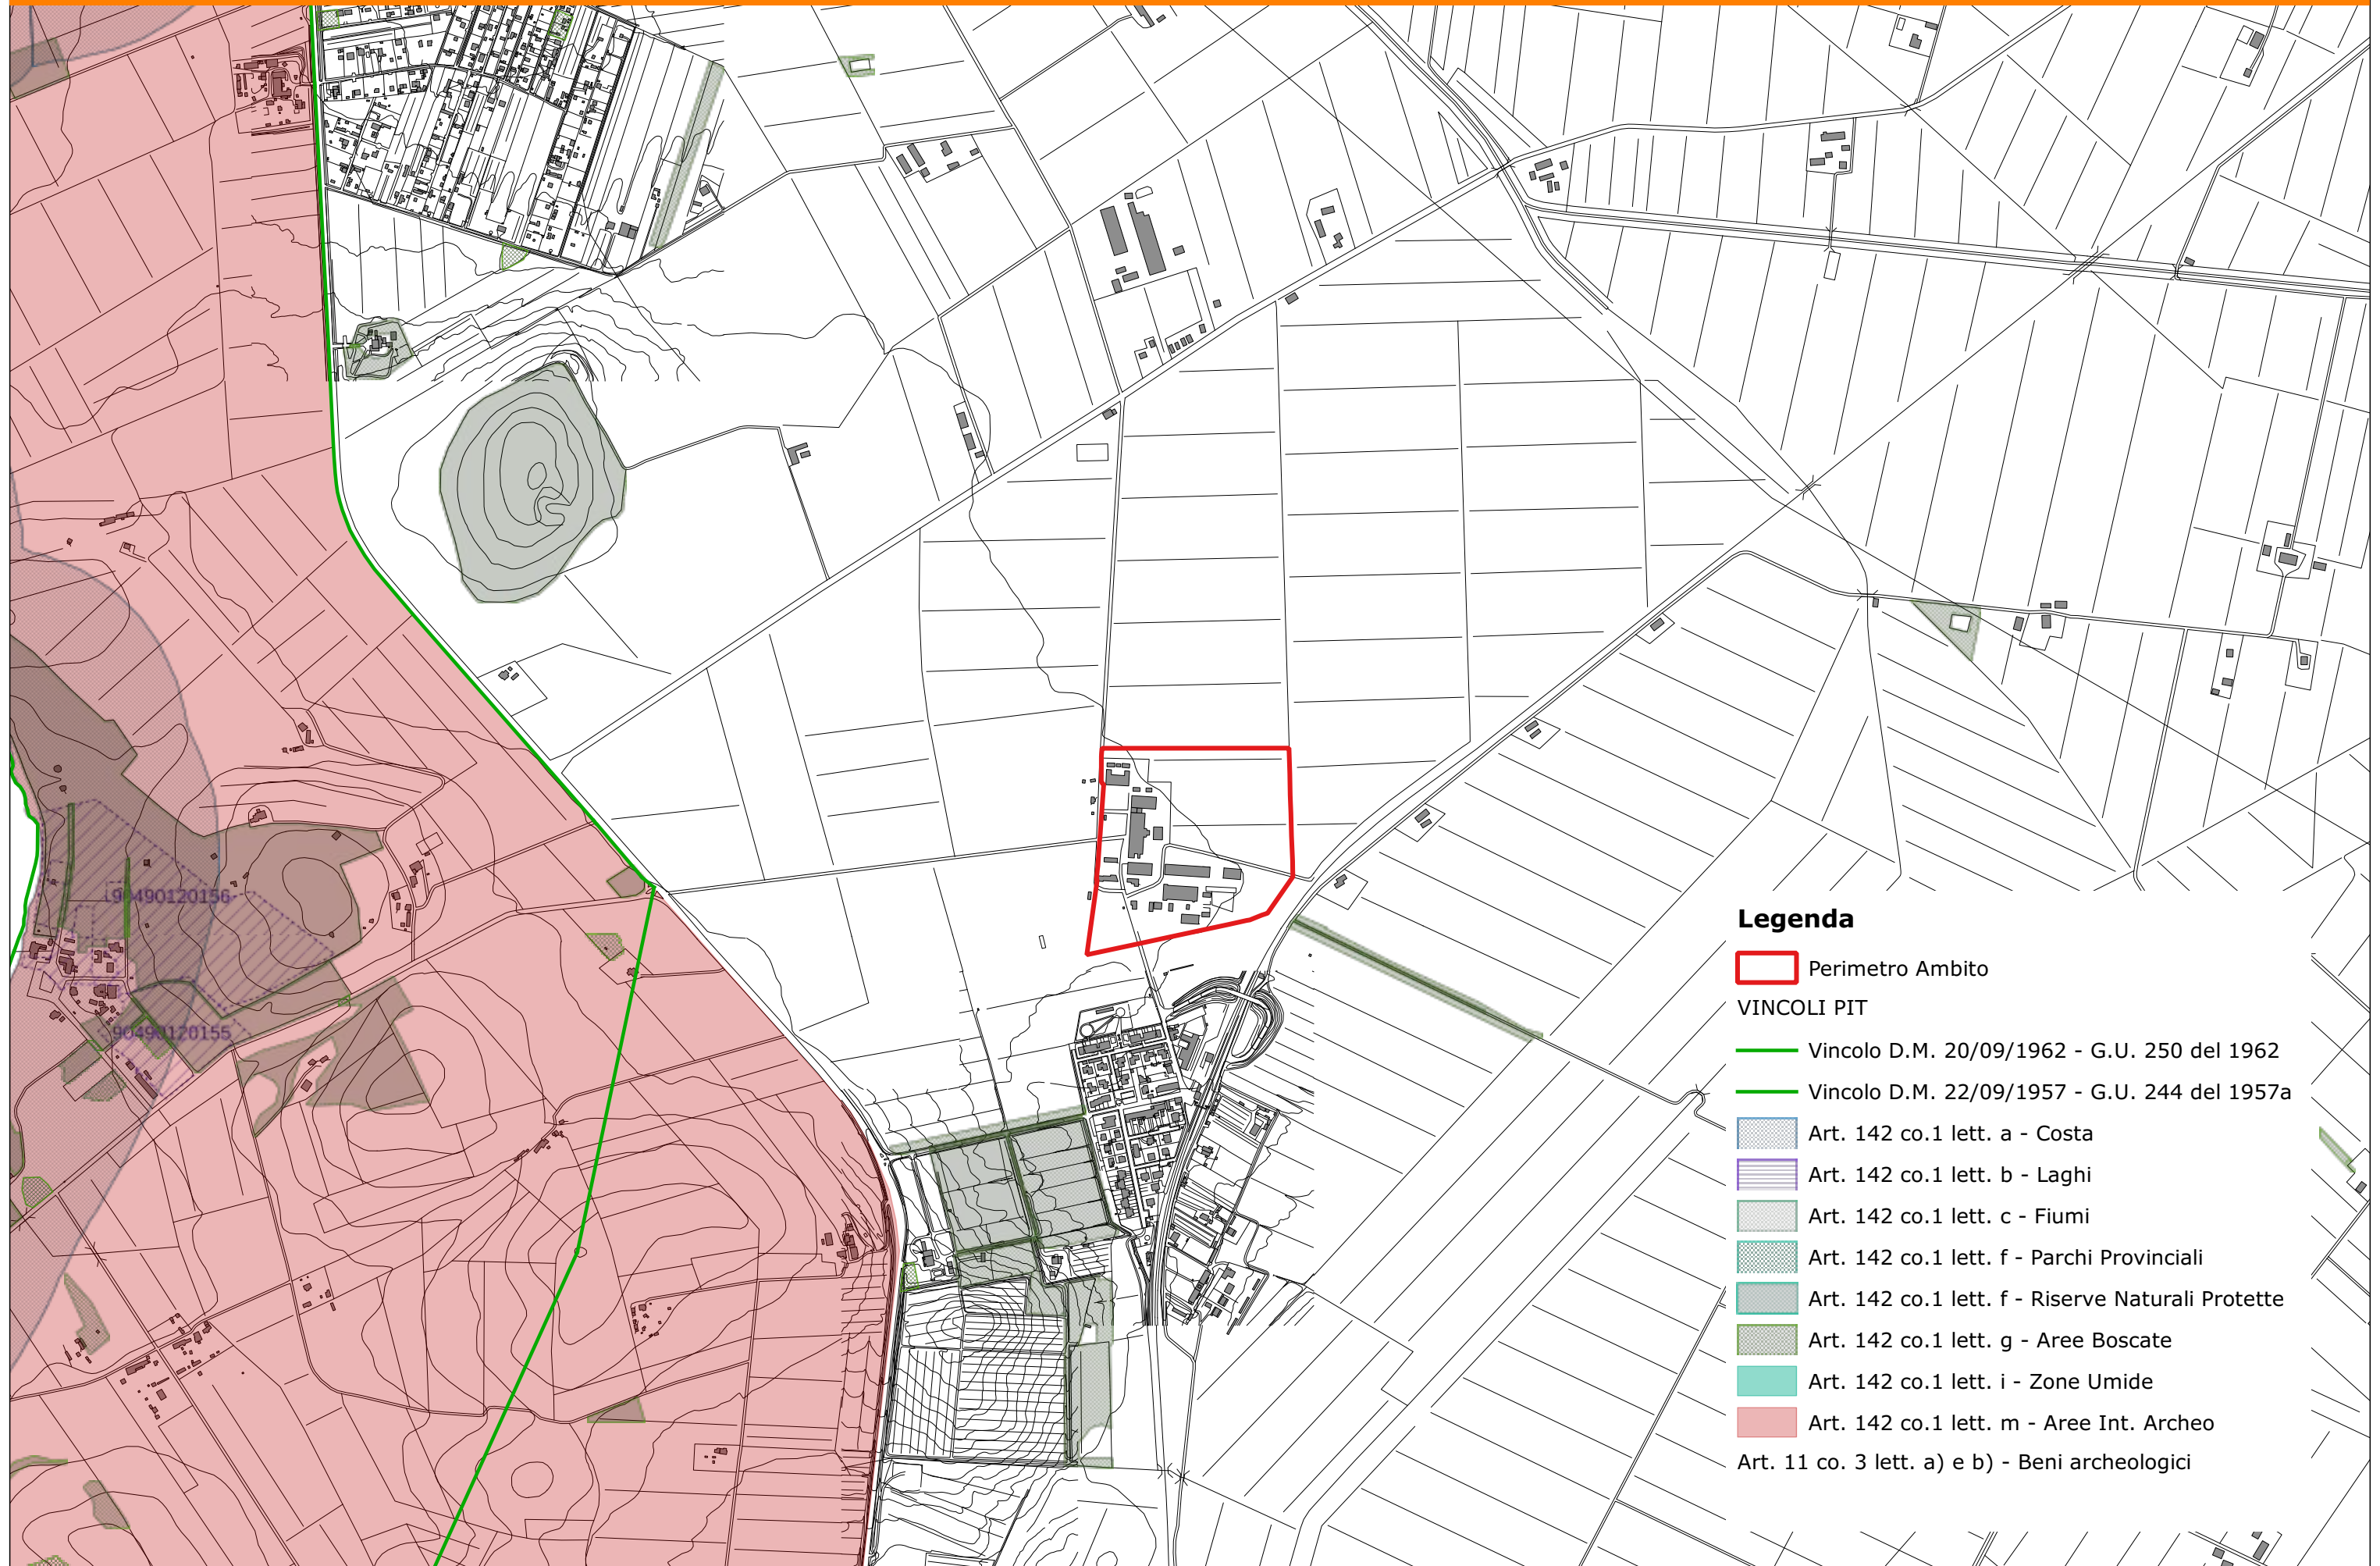 90490120156
90490120155
Legenda
Perimetro Ambito
VINCOLI PIT
Vincolo D.M. 20/09/1962 - G.U. 250 del 1962
Vincolo D.M. 22/09/1957 - G.U. 244 del 1957a
Art. 142 co.1 lett. a - Costa
Art. 142 co.1 lett. b - Laghi
Art. 142 co.1 lett. c - Fiumi
Art. 142 co.1 lett. f - Parchi Provinciali
Art. 142 co.1 lett. f - Riserve Naturali Protette
Art. 142 co.1 lett. g - Aree Boscate
Art. 142 co.1 lett. i - Zone Umide
Art. 142 co.1 lett. m - Aree Int. Archeo
Art. 11 co. 3 lett. a) e b) - Beni archeologici